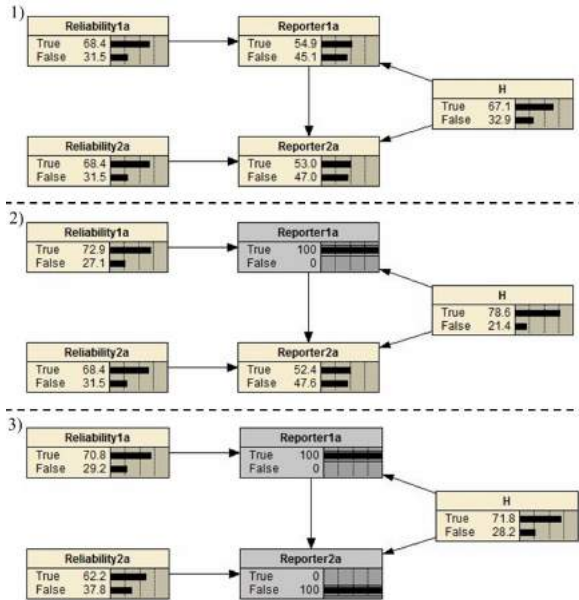 1)
Reliability1a
True 68.4
False 31.5
Reporter1a
True 54.9
False 45.1
H
True 67.1
False 32.9
Reliability2a
True 68.4
False 31.5
Reporter2a
True 53.0
False 47.0
2)
Reliability1a
True 72.9
False 27.1
Reporter1a
True 100
False 0
H
True 78.6
False 21.4
Reliability2a
True 68.4
False 31.5
Reporter2a
True 52.4
False 47.6
3)
Reliability1a
True 70.8
False 29.2
Reporter1a
True 100
False 0
H
True 71.8
False 28.2
Reliability2a
True 62.2
False 37.8
Reporter2a
True 0
False 100